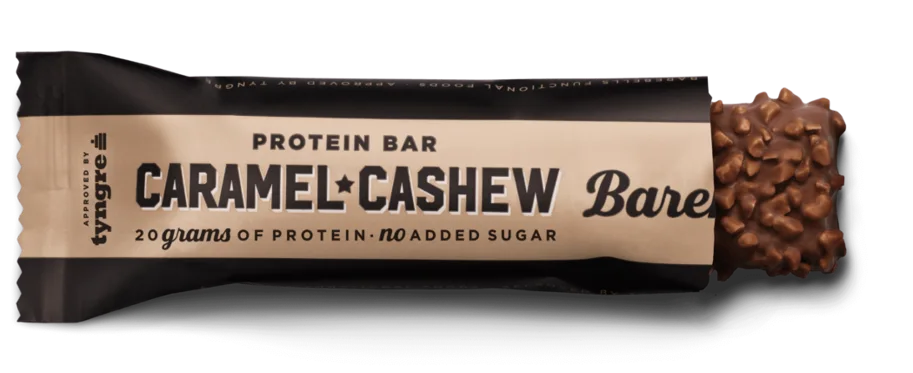 BARBELLS FUNCTIONAL FOODS APPROVED BY TYNGRE
PROTEIN BAR
CARAMEL★CASHEW
Bare
20 grams OF PROTEIN · no ADDED SUGAR
APPROVED BY
tyngre